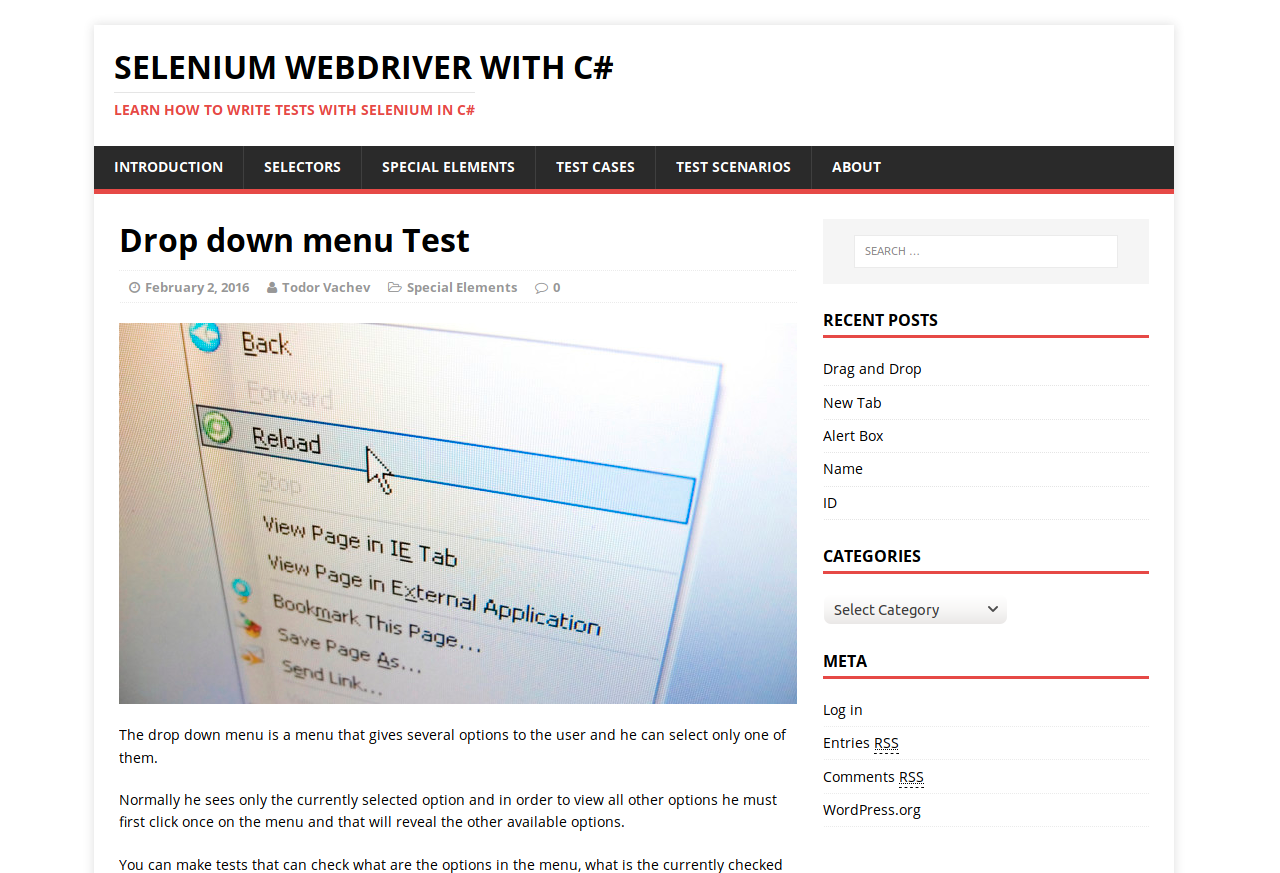 SELENIUM WEBDRIVER WITH C#
LEARN HOW TO WRITE TESTS WITH SELENIUM IN C#
INTRODUCTION
SELECTORS
SPECIAL ELEMENTS
TEST CASES
TEST SCENARIOS
ABOUT
Drop down menu Test
February 2, 2016
Todor Vachev
Special Elements
0
Back
Forward
Reload
Stop
View Page in IE Tab
View Page in External Application
Bookmark This Page...
Save Page As...
Send Link...
The drop down menu is a menu that gives several options to the user and he can select only one of
them.
Normally he sees only the currently selected option and in order to view all other options he must
first click once on the menu and that will reveal the other available options.
You can make tests that can check what are the options in the menu, what is the currently checked
SEARCH ...
RECENT POSTS
Drag and Drop
New Tab
Alert Box
Name
ID
CATEGORIES
Select Category
META
Log in
Entries RSS
Comments RSS
WordPress.org